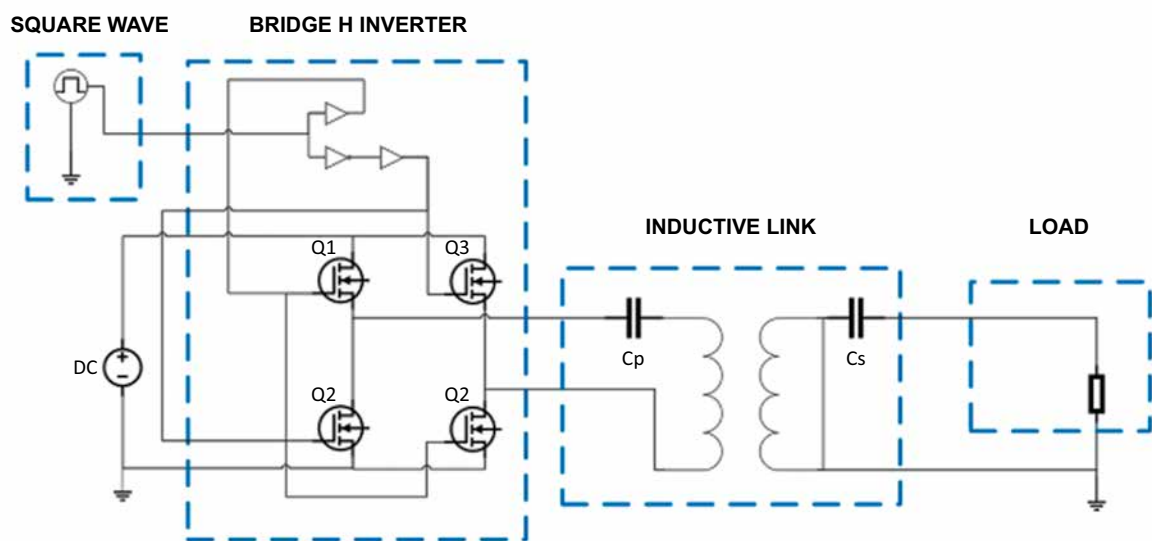 SQUARE WAVE
BRIDGE H INVERTER
Q1
Q3
INDUCTIVE LINK
LOAD
DC
Cp
Cs
Q2
Q2